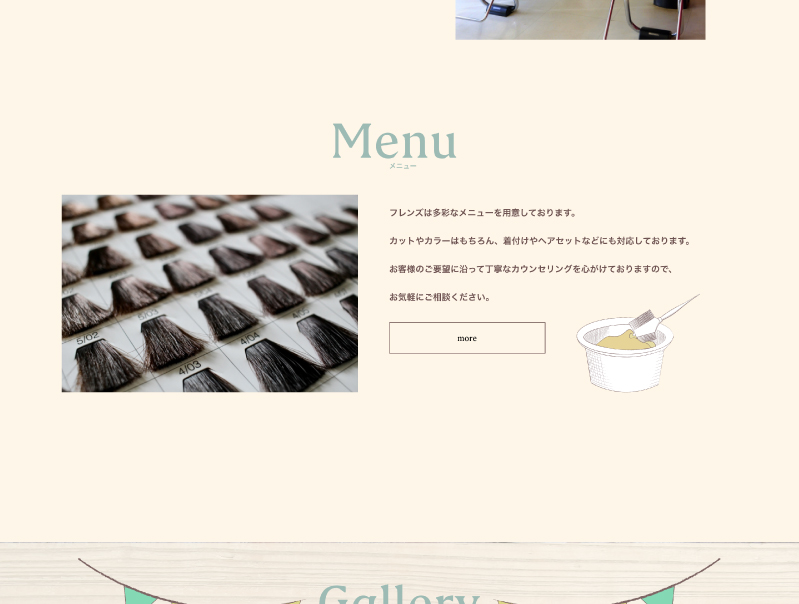 Menu
メニュー
フレンズは多彩なメニューを用意しております。
カットやカラーはもちろん、着付けやヘアセットなどにも対応しております。
お客様のご要望に沿って丁寧なカウンセリングを心がけておりますので、
お気軽にご相談ください。
more
5/02
5/03
4/03
4/04
Gallery